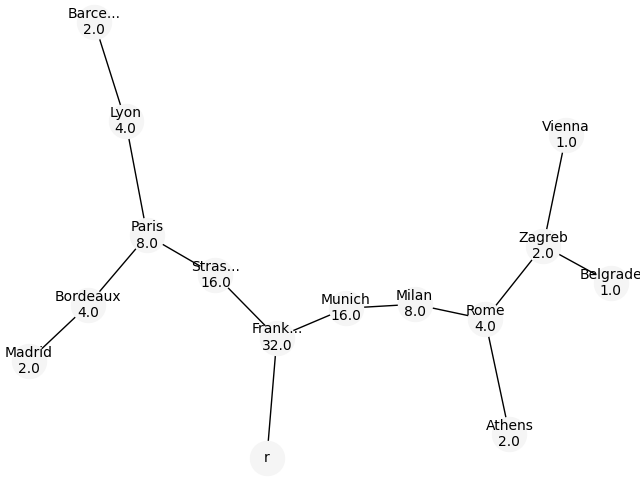 Barce...
2.0
Lyon
4.0
Vienna
1.0
Paris
8.0
Zagreb
2.0
Stras...
16.0
Belgrade
1.0
Bordeaux
4.0
Munich
16.0
Milan
8.0
Rome
4.0
Frank...
32.0
Madrid
2.0
Athens
2.0
r